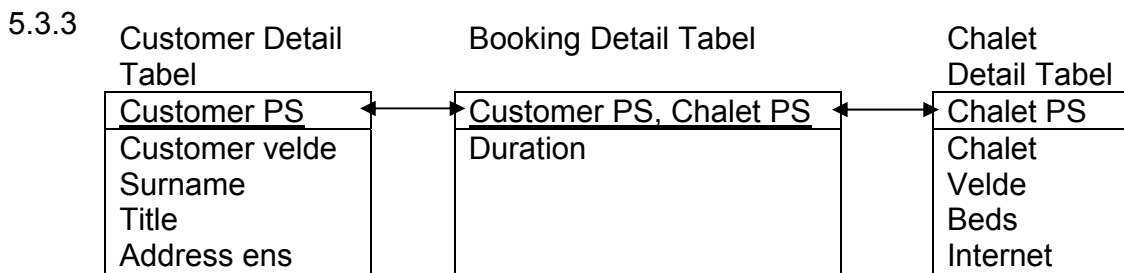 5.3.3
Customer Detail Tabel
Customer PS
Customer velde
Surname
Title
Address ens
Booking Detail Tabel
Customer PS, Chalet PS
Duration
Chalet
Detail Tabel
Chalet PS
Chalet
Velde
Beds
Internet